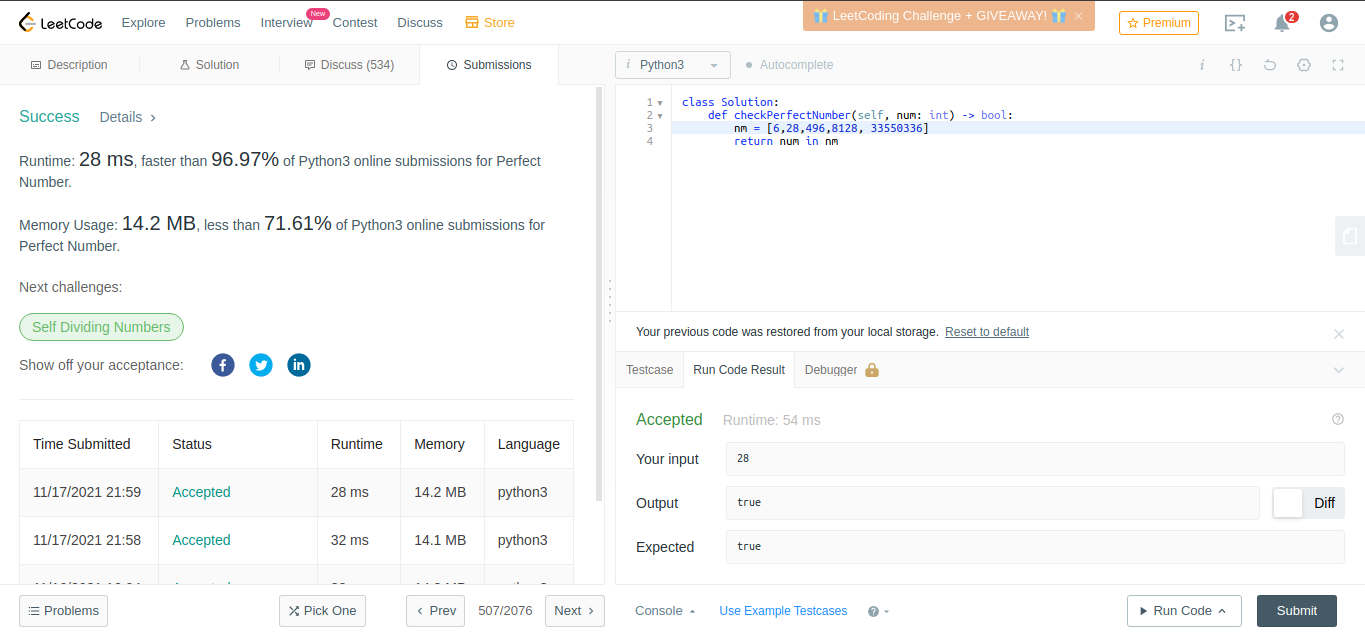 LeetCode
Explore
Problems
Interview
New
Contest
Discuss
Store
LeetCoding Challenge + GIVEAWAY!
Premium
2
Description
Solution
Discuss (534)
Submissions
i Python3
Autocomplete
i
{}
Success
Details
Runtime: 28 ms, faster than 96.97% of Python3 online submissions for Perfect
Number.
Memory Usage: 14.2 MB, less than 71.61% of Python3 online submissions for
Perfect Number.
Next challenges:
Self Dividing Numbers
Show off your acceptance:
Time Submitted Status Runtime Memory Language
11/17/2021 21:59 Accepted 28 ms 14.2 MB python3
11/17/2021 21:58 Accepted 32 ms 14.1 MB python3
1 class Solution:
2 def checkPerfectNumber(self, num: int) -> bool:
3 nm = [6,28,496,8128, 33550336]
4 return num in nm
Your previous code was restored from your local storage. Reset to default
Testcase
Run Code Result
Debugger
Accepted
Runtime: 54 ms
Your input
28
Output
true
Diff
Expected
true
Problems
Pick One
Prev
507/2076
Next
Console
Use Example Testcases
Run Code
Submit